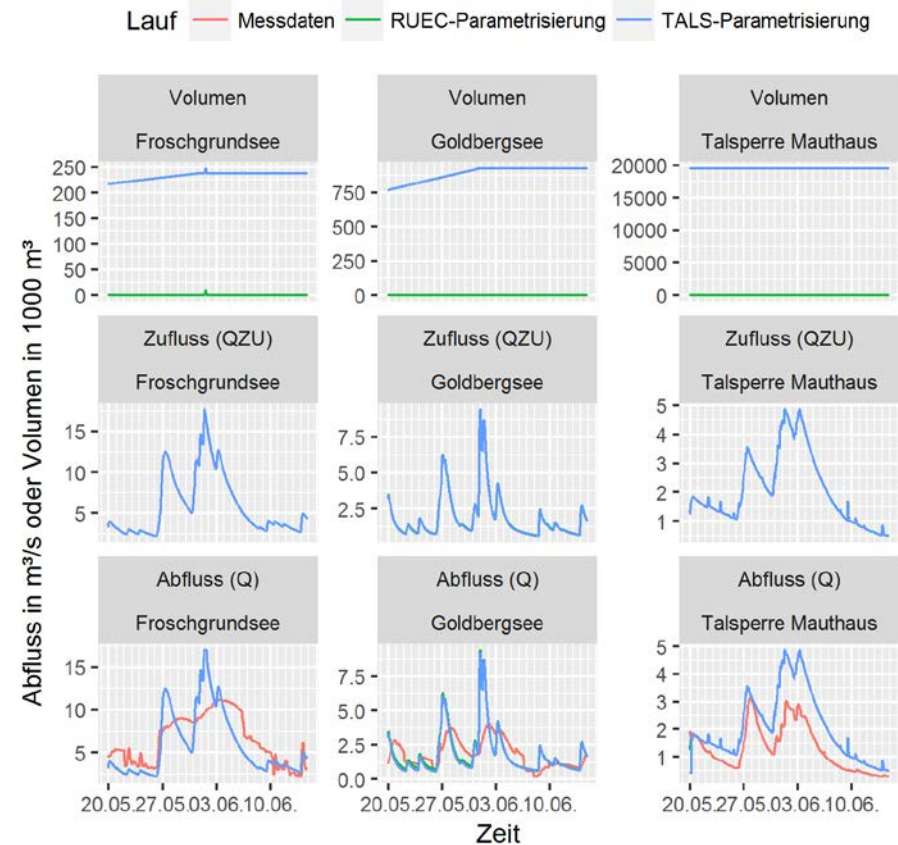 Lauf Messdaten RUEC-Parametrisierung TALS-Parametrisierung
Abfluss in m³/s oder Volumen in 1000 m³
Volumen
Froschgrundsee
250
200
150
100
50
0
Volumen
Goldbergsee
750
500
250
0
Volumen
Talsperre Mauthaus
20000
15000
10000
5000
0
Zufluss (QZU)
Froschgrundsee
15
10
5
Zufluss (QZU)
Goldbergsee
7.5
5.0
2.5
Zufluss (QZU)
Talsperre Mauthaus
5
4
3
2
1
Abfluss (Q)
Froschgrundsee
15
10
5
20.05.27.05.03.06.10.06.
Abfluss (Q)
Goldbergsee
7.5
5.0
2.5
0.0
20.05.27.05.03.06.10.06.
Abfluss (Q)
Talsperre Mauthaus
5
4
3
2
1
20.05.27.05.03.06.10.06.
Zeit